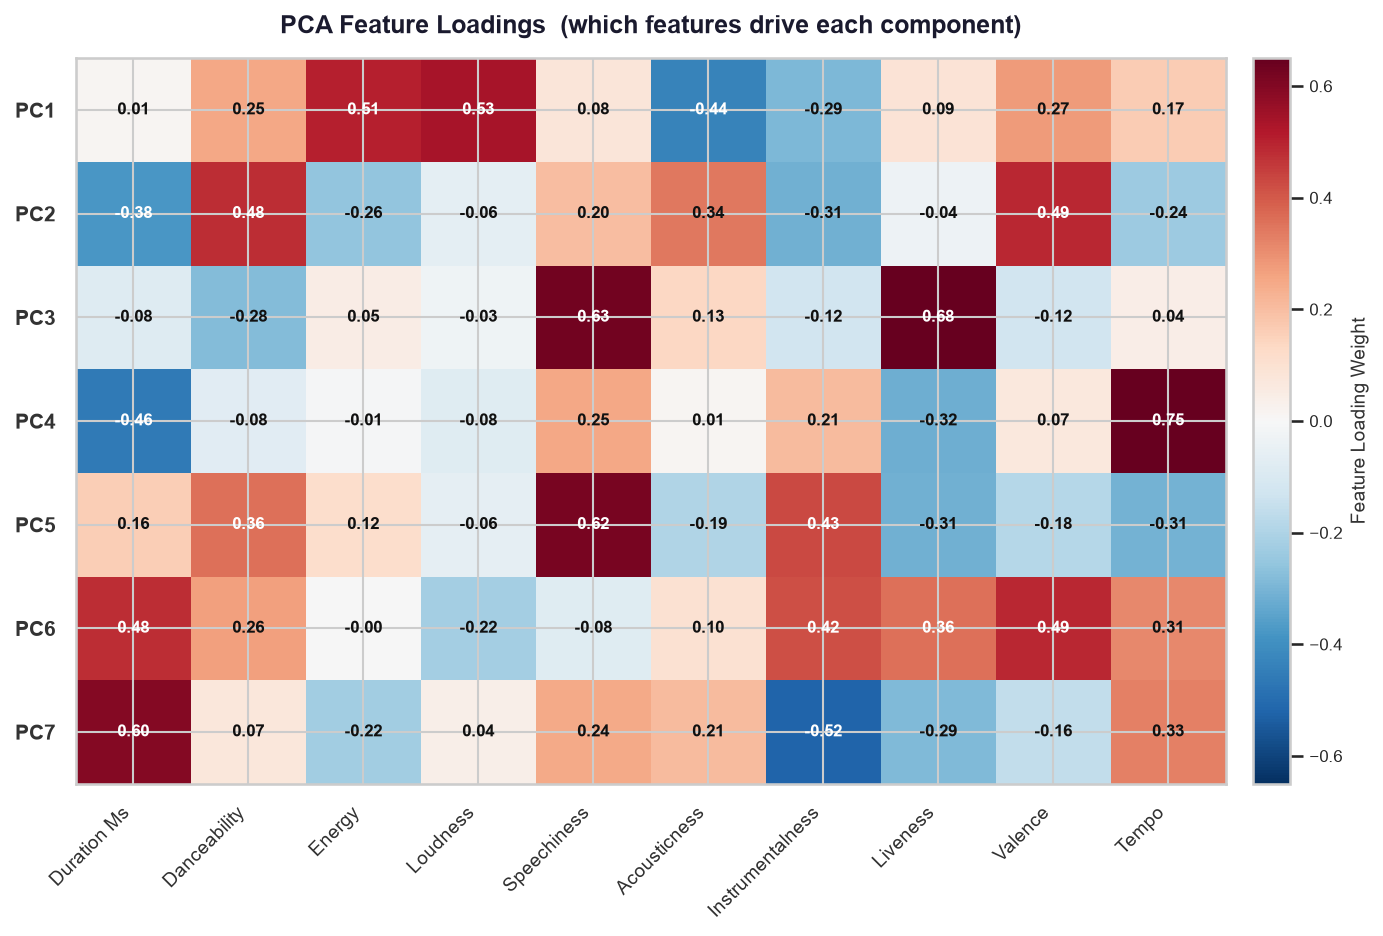 PCA Feature Loadings (which features drive each component)
PC1 0.01 0.25 0.51 0.53 0.08 -0.44 -0.29 0.09 0.27 0.17
PC2 -0.38 0.48 -0.26 -0.06 0.20 0.34 -0.31 -0.04 0.49 -0.24
PC3 -0.08 -0.28 0.05 -0.03 0.63 0.13 -0.12 0.68 -0.12 0.04
PC4 -0.46 -0.08 -0.01 -0.08 0.25 0.01 0.21 -0.32 0.07 0.75
PC5 0.16 0.36 0.12 -0.06 0.62 -0.19 0.43 -0.31 -0.18 -0.31
PC6 0.48 0.26 -0.00 -0.22 -0.08 0.10 0.42 0.36 0.49 0.31
PC7 0.60 0.07 -0.22 0.04 0.24 0.21 -0.52 -0.29 -0.16 0.33
Duration Ms
Danceability
Energy
Loudness
Speechiness
Acousticness
Instrumentalness
Liveness
Valence
Tempo
0.6
0.4
0.2
0.0
−0.2
−0.4
−0.6
Feature Loading Weight